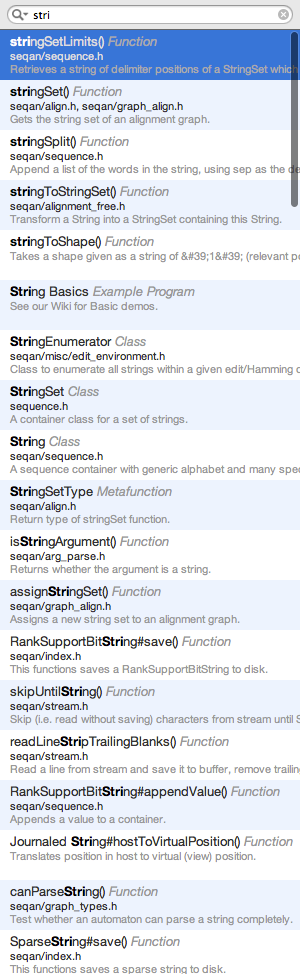 stri
stringSetLimits() Function
seqan/sequence.h
Retrieves a string of delimiter positions of a StringSet which
stringSet() Function
seqan/align.h, seqan/graph_align.h
Gets the string set of an alignment graph.
stringSplit() Function
seqan/sequence.h
Append a list of the words in the string, using sep as the de
stringToStringSet() Function
seqan/alignment_free.h
Transform a String into a StringSet containing this String.
stringToShape() Function
Takes a shape given as a string of &#39;1&#39; (relevant po
String Basics Example Program
See our Wiki for Basic demos.
StringEnumerator Class
seqan/misc/edit_environment.h
Class to enumerate all strings within a given edit/Hamming d
StringSet Class
sequence.h
A container class for a set of strings.
String Class
seqan/sequence.h
A sequence container with generic alphabet and many spec
StringSetType Metafunction
seqan/align.h
Return type of stringSet function.
isStringArgument() Function
seqan/arg_parse.h
Returns whether the argument is a string.
assignStringSet() Function
seqan/graph_align.h
Assigns a new string set to an alignment graph.
RankSupportBitString#save() Function
seqan/index.h
This functions saves a RankSupportBitString to disk.
skipUntilString() Function
seqan/stream.h
Skip (i.e. read without saving) characters from stream until S
readLineStripTrailingBlanks() Function
seqan/stream.h
Read a line from stream and save it to buffer, remove trailing
RankSupportBitString#appendValue() Function
seqan/sequence.h
Appends a value to a container.
Journaled String#hostToVirtualPosition() Function
Translates position in host to virtual (view) position.
canParseString() Function
seqan/graph_types.h
Test whether an automaton can parse a string completely.
SparseString#save() Function
seqan/index.h
This functions saves a sparse string to disk.